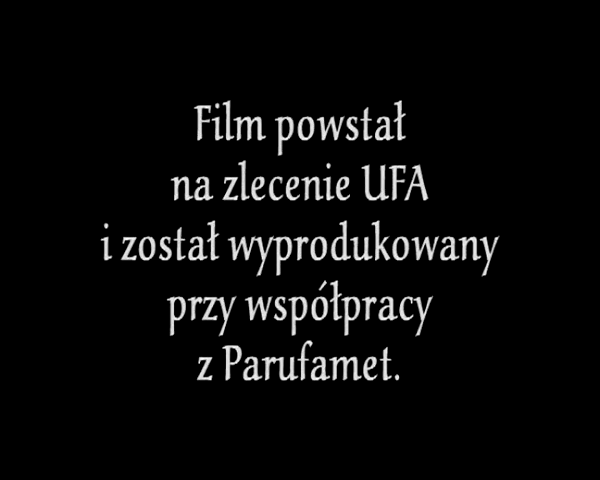 Film powstał
na zlecenie UFA
i został wyprodukowany
przy współpracy
z Parufamet.